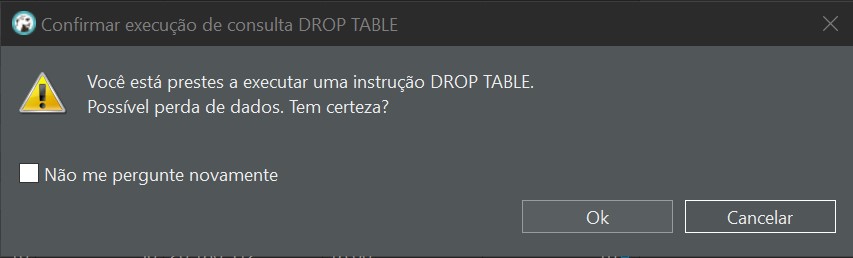 Confirmar execução de consulta DROP TABLE
Você está prestes a executar uma instrução DROP TABLE.
Possível perda de dados. Tem certeza?
Não me pergunte novamente
Ok
Cancelar